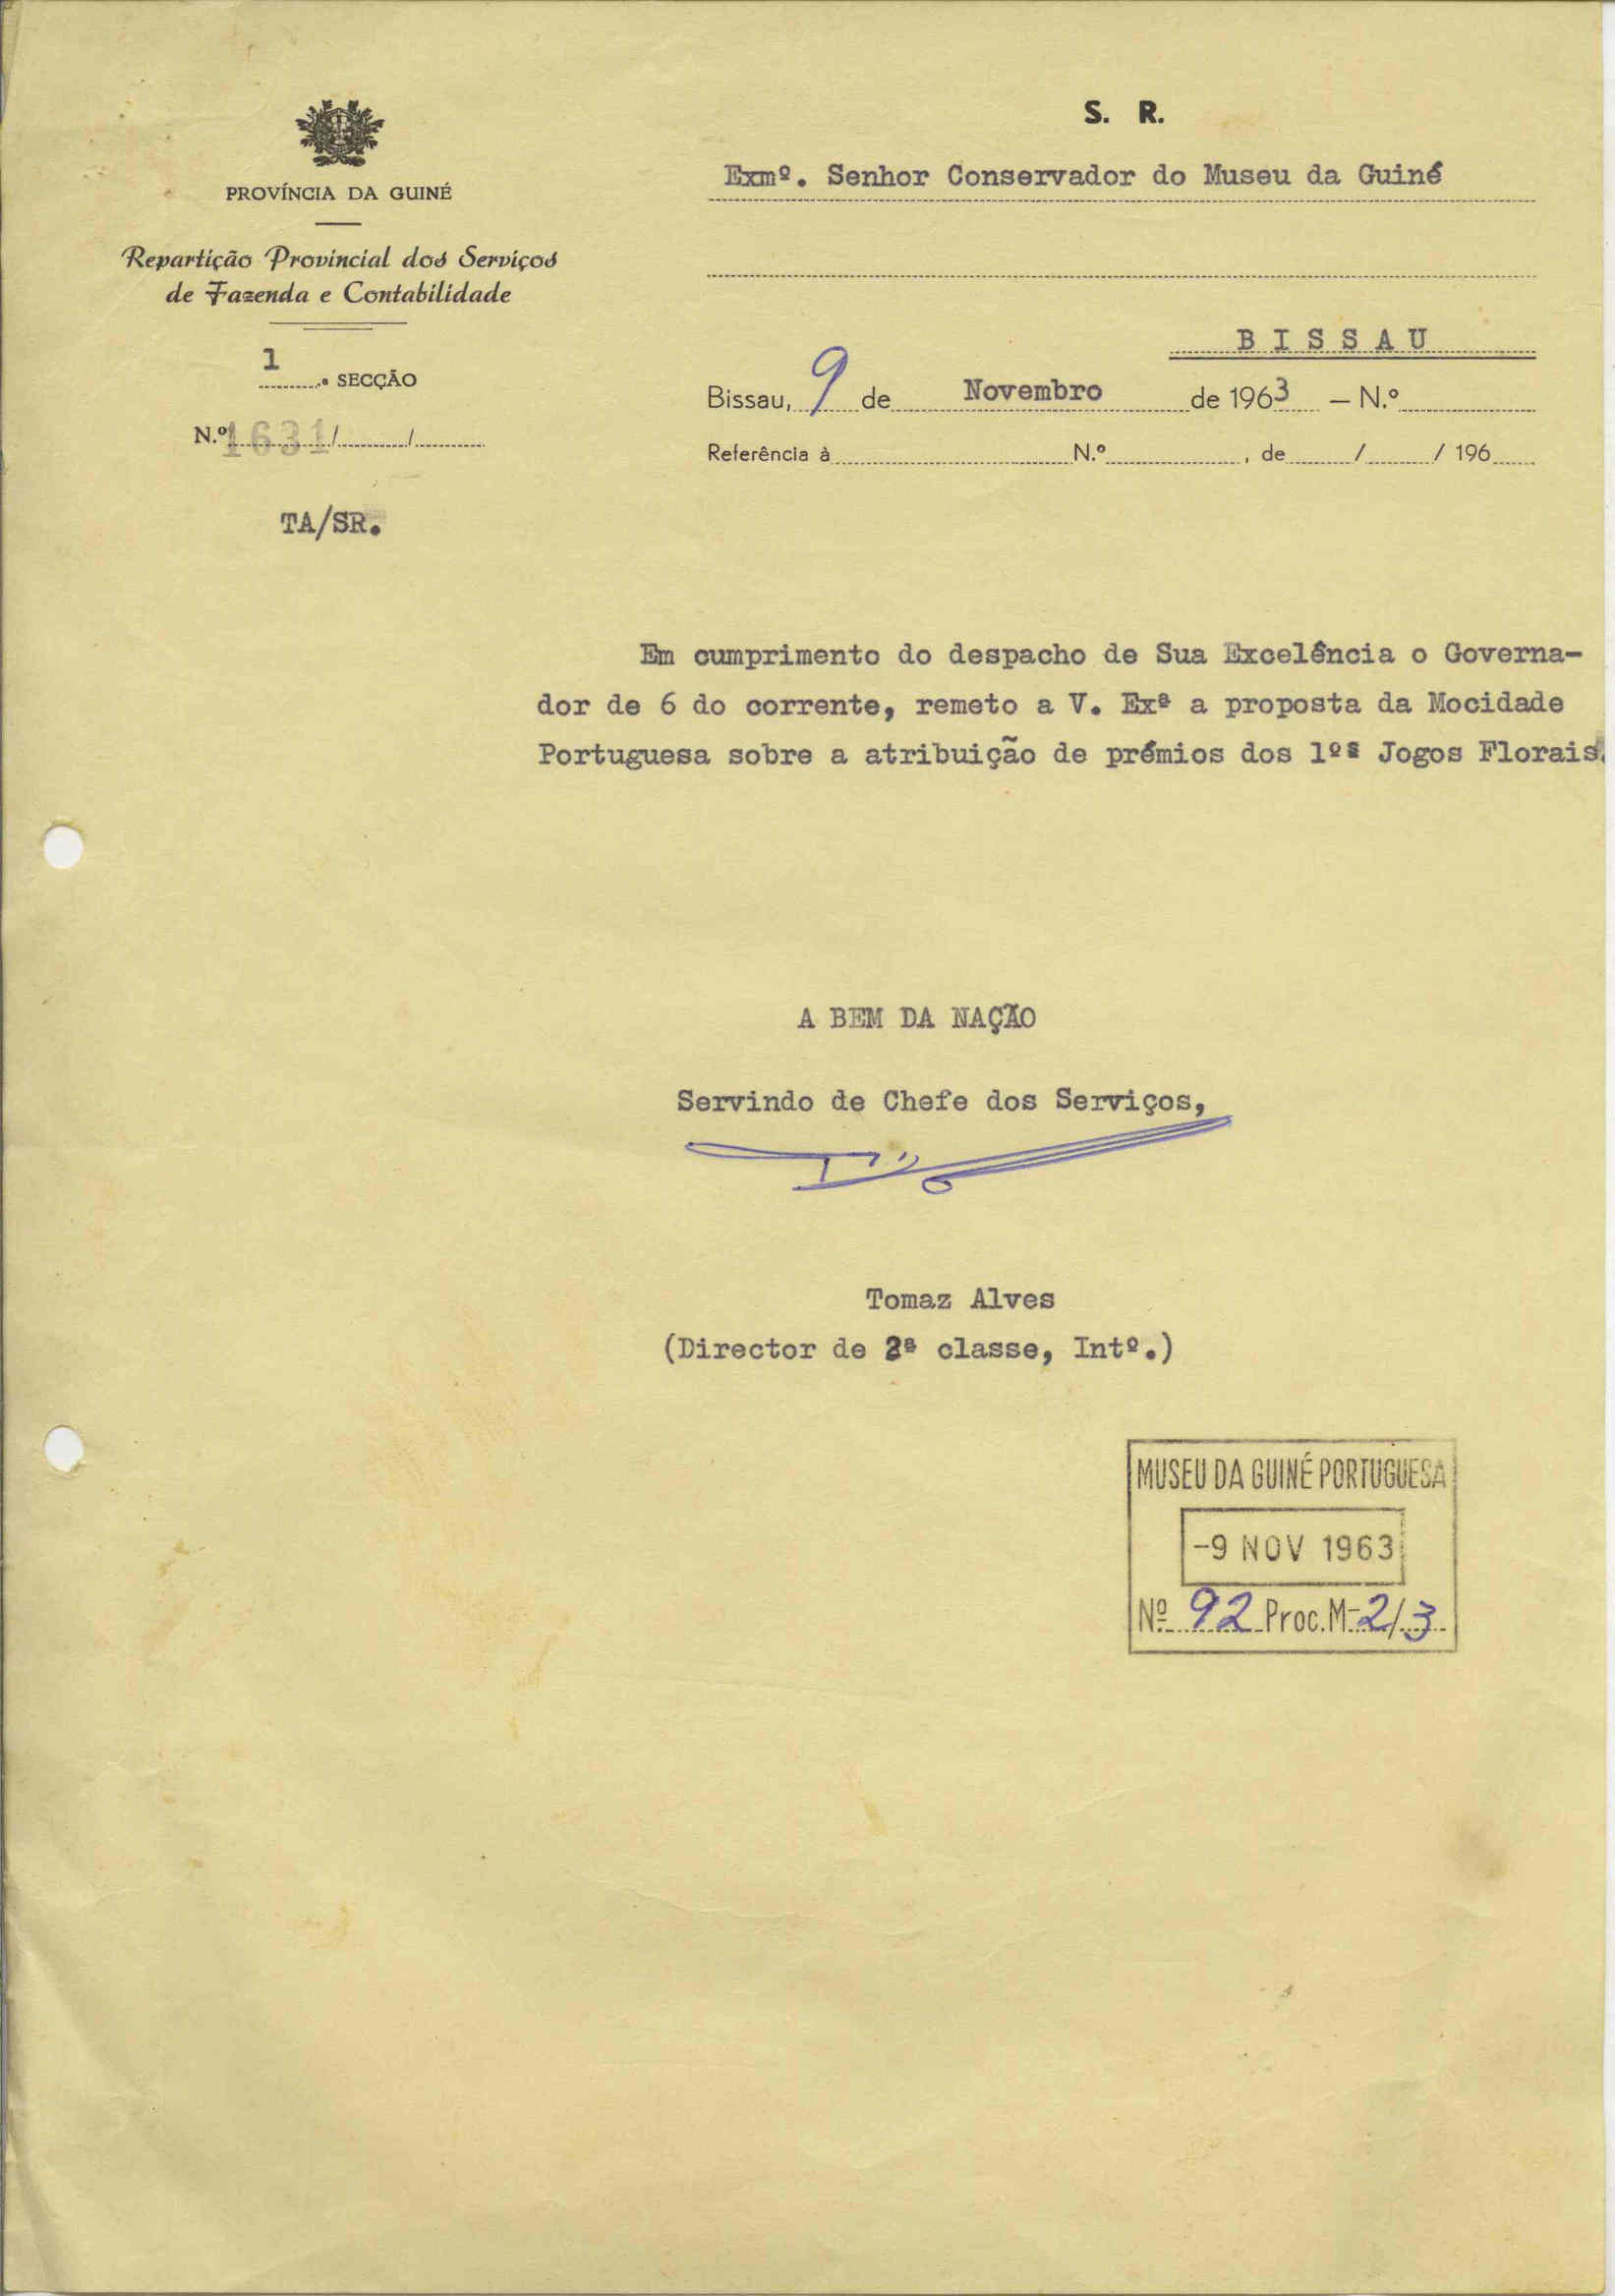 S. R.
PROVÍNCIA DA GUINÉ
Repartição Provincial dos Serviços
de Fazenda e Contabilidade
1.ª SECÇÃO
N.º 1631/ /
TA/SR.
Exmº. Senhor Conservador do Museu da Guiné
BISSAU
Bissau, 9 de Novembro de 1963 — N.º
Referência à N.º , de / / 196
Em cumprimento do despacho de Sua Excelência o Governa-
dor de 6 do corrente, remeto a V. Exª a proposta da Mocidade
Portuguesa sobre a atribuição de prémios dos 1ºs Jogos Florais.
A BEM DA NAÇÃO
Servindo de Chefe dos Serviços,
Tomaz Alves
(Director de 2ª classe, Intº.)
MUSEU DA GUINÉ PORTUGUESA
-9 NOV 1963
Nº 92 Proc. M-2/3